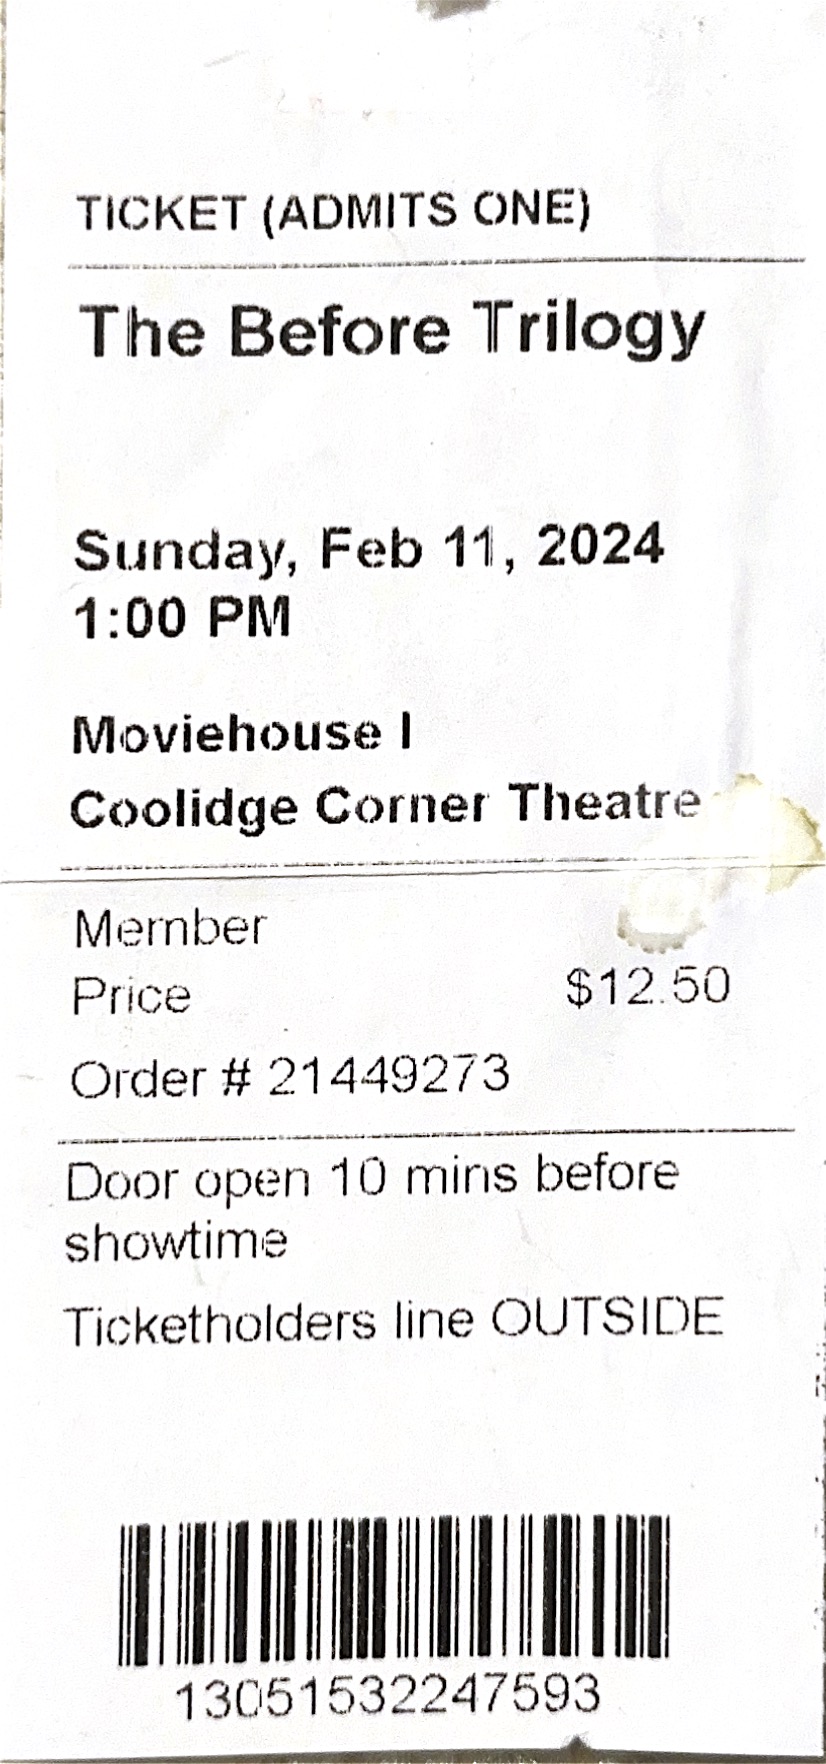 TICKET (ADMITS ONE)
The Before Trilogy
Sunday, Feb 11, 2024
1:00 PM
Moviehouse I
Coolidge Corner Theatre
Member
Price $12.50
Order # 21449273
Door open 10 mins before
showtime
Ticketholders line OUTSIDE
13051532247593